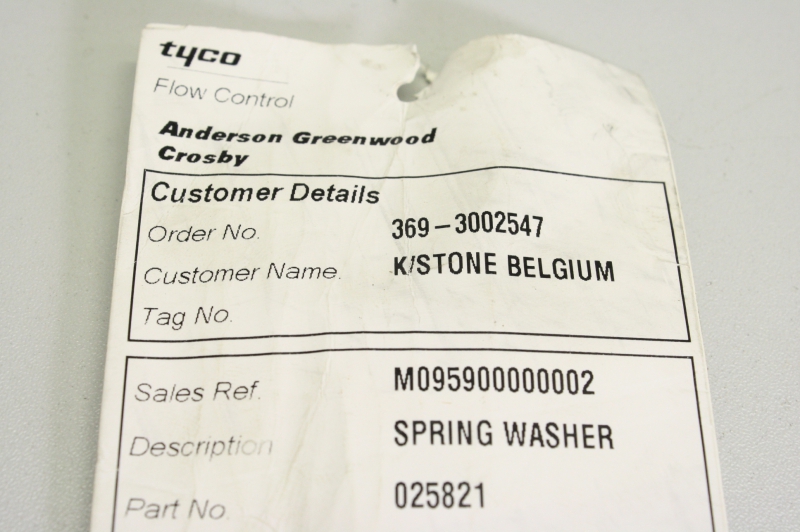 tyco
Flow Control
Anderson Greenwood
Crosby
Customer Details
Order No. 369-3002547
Customer Name. K/STONE BELGIUM
Tag No.
Sales Ref. M095900000002
Description SPRING WASHER
Part No. 025821